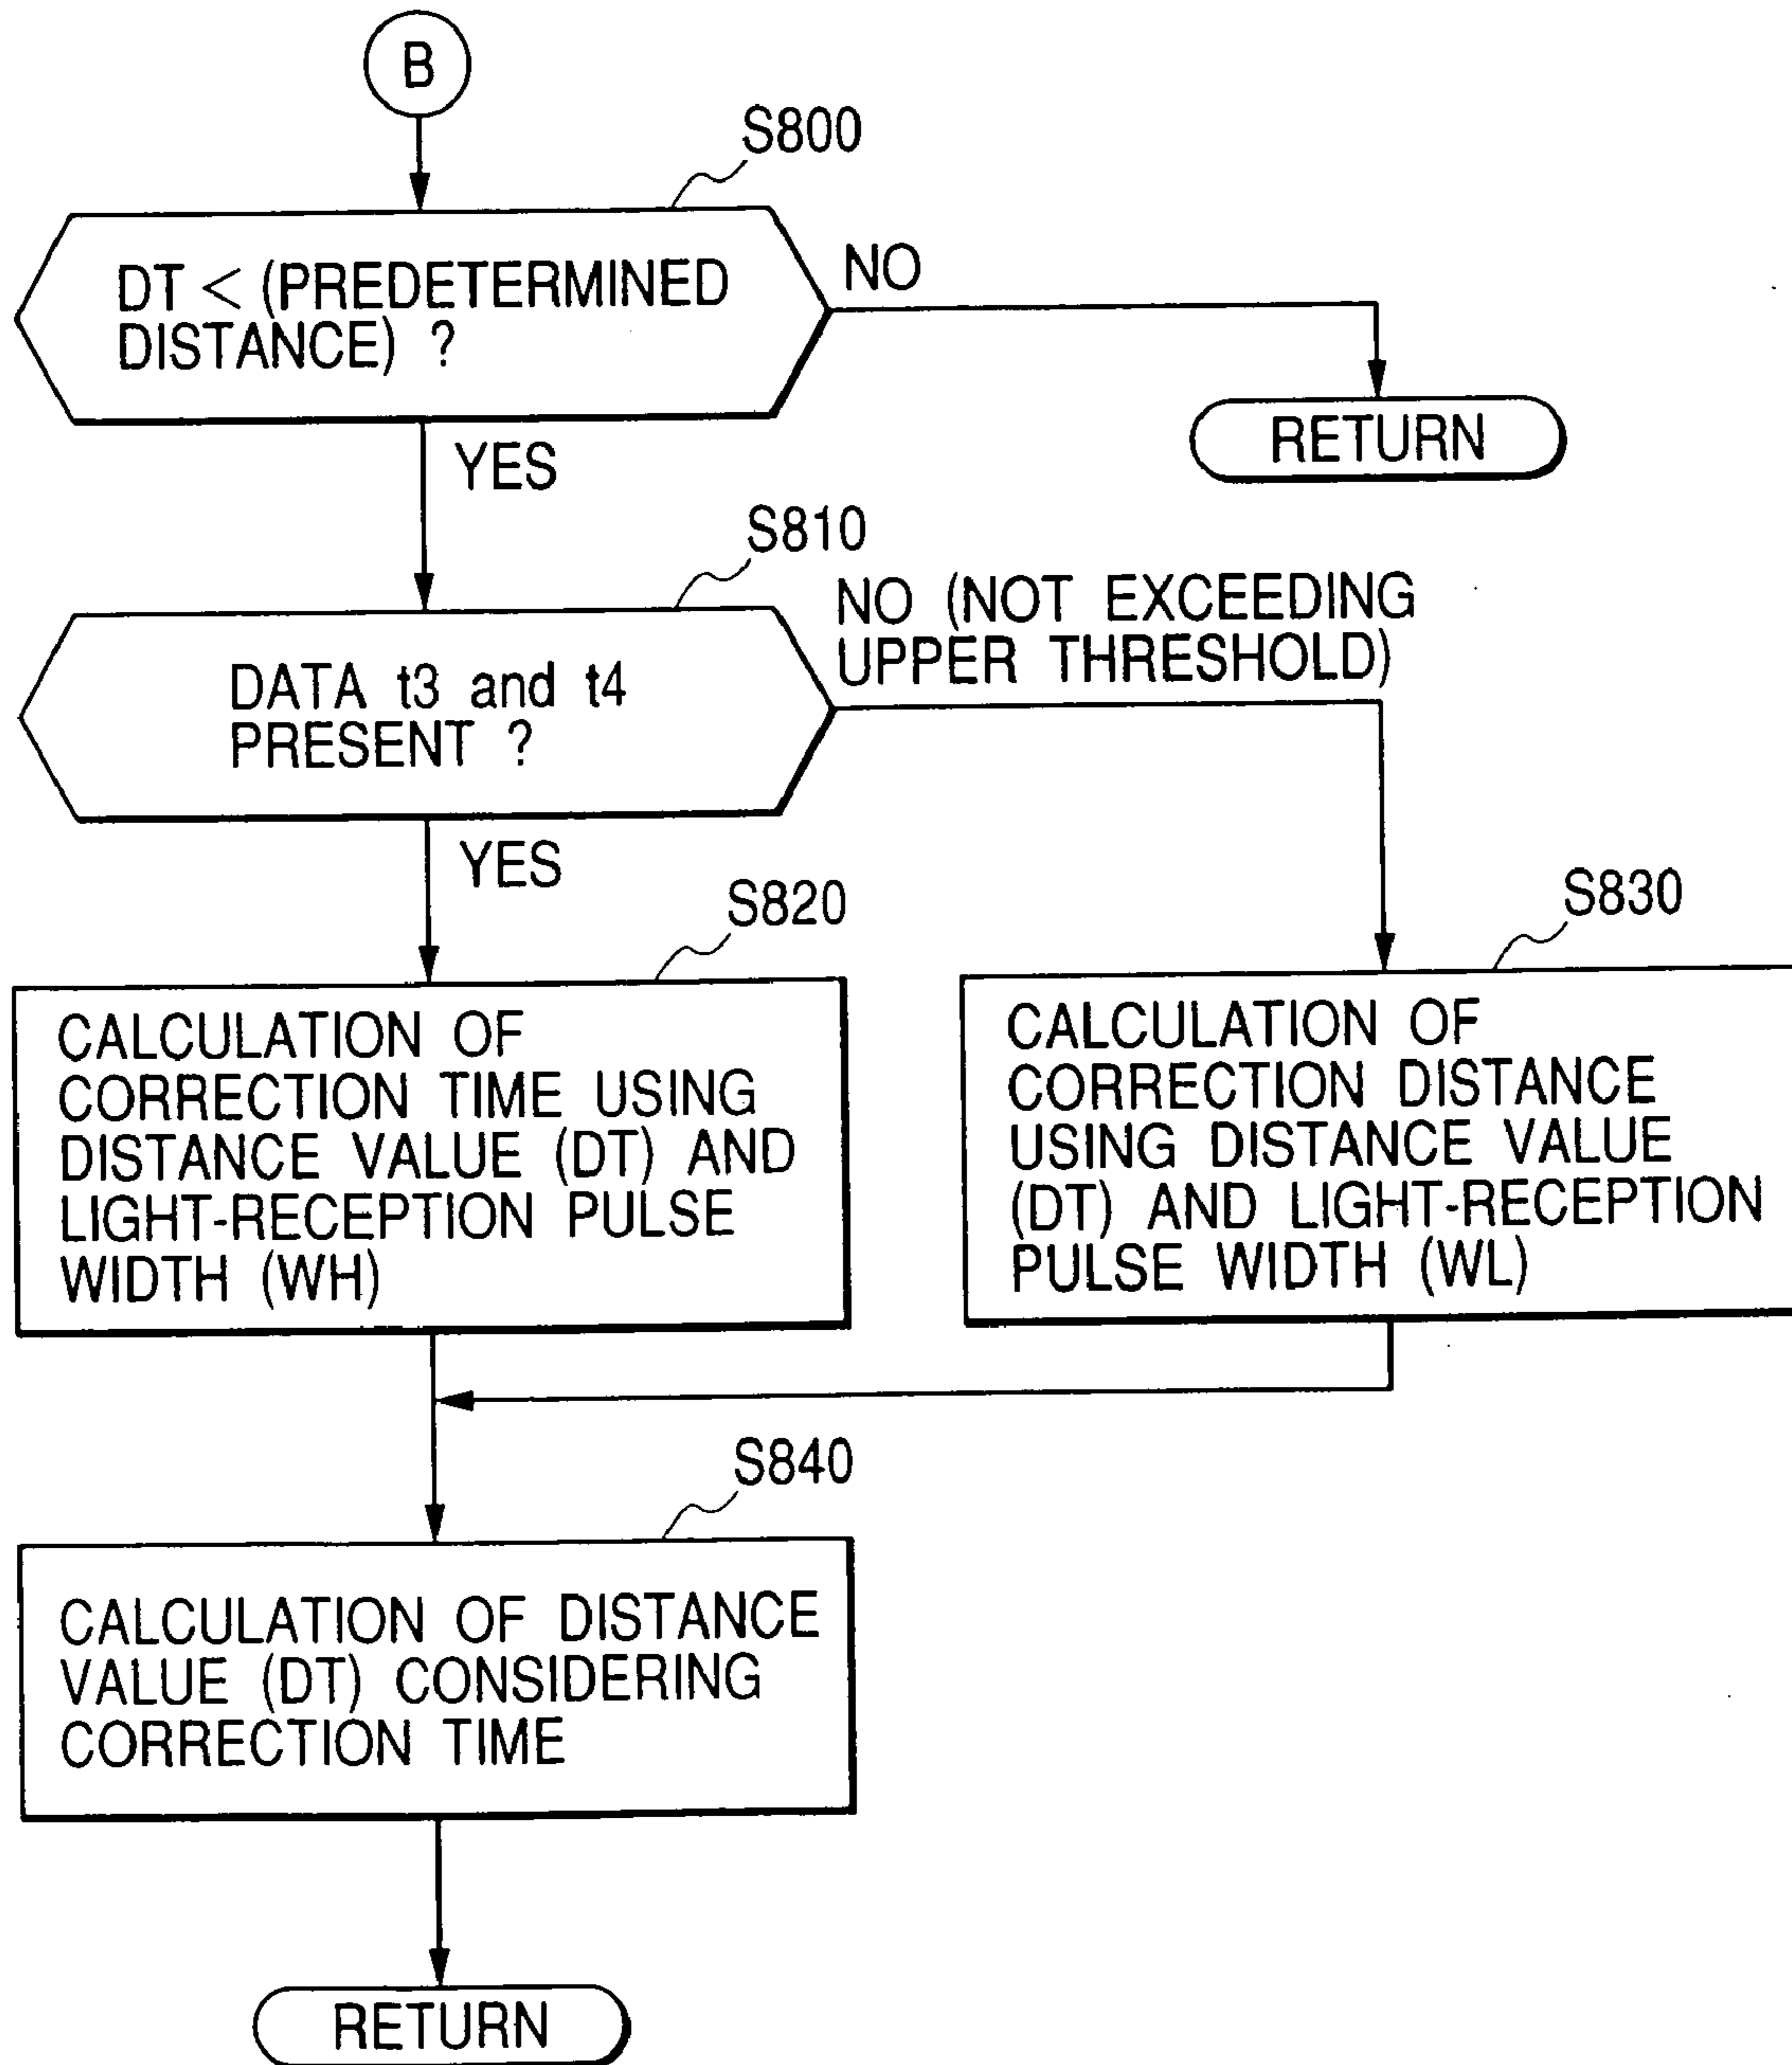 B
S800
DT < (PREDETERMINED
DISTANCE) ?
NO
RETURN
YES
S810
NO (NOT EXCEEDING
UPPER THRESHOLD)
DATA t3 and t4
PRESENT ?
YES
S820
CALCULATION OF
CORRECTION TIME USING
DISTANCE VALUE (DT) AND
LIGHT-RECEPTION PULSE
WIDTH (WH)
S830
CALCULATION OF
CORRECTION DISTANCE
USING DISTANCE VALUE
(DT) AND LIGHT-RECEPTION
PULSE WIDTH (WL)
S840
CALCULATION OF DISTANCE
VALUE (DT) CONSIDERING
CORRECTION TIME
RETURN